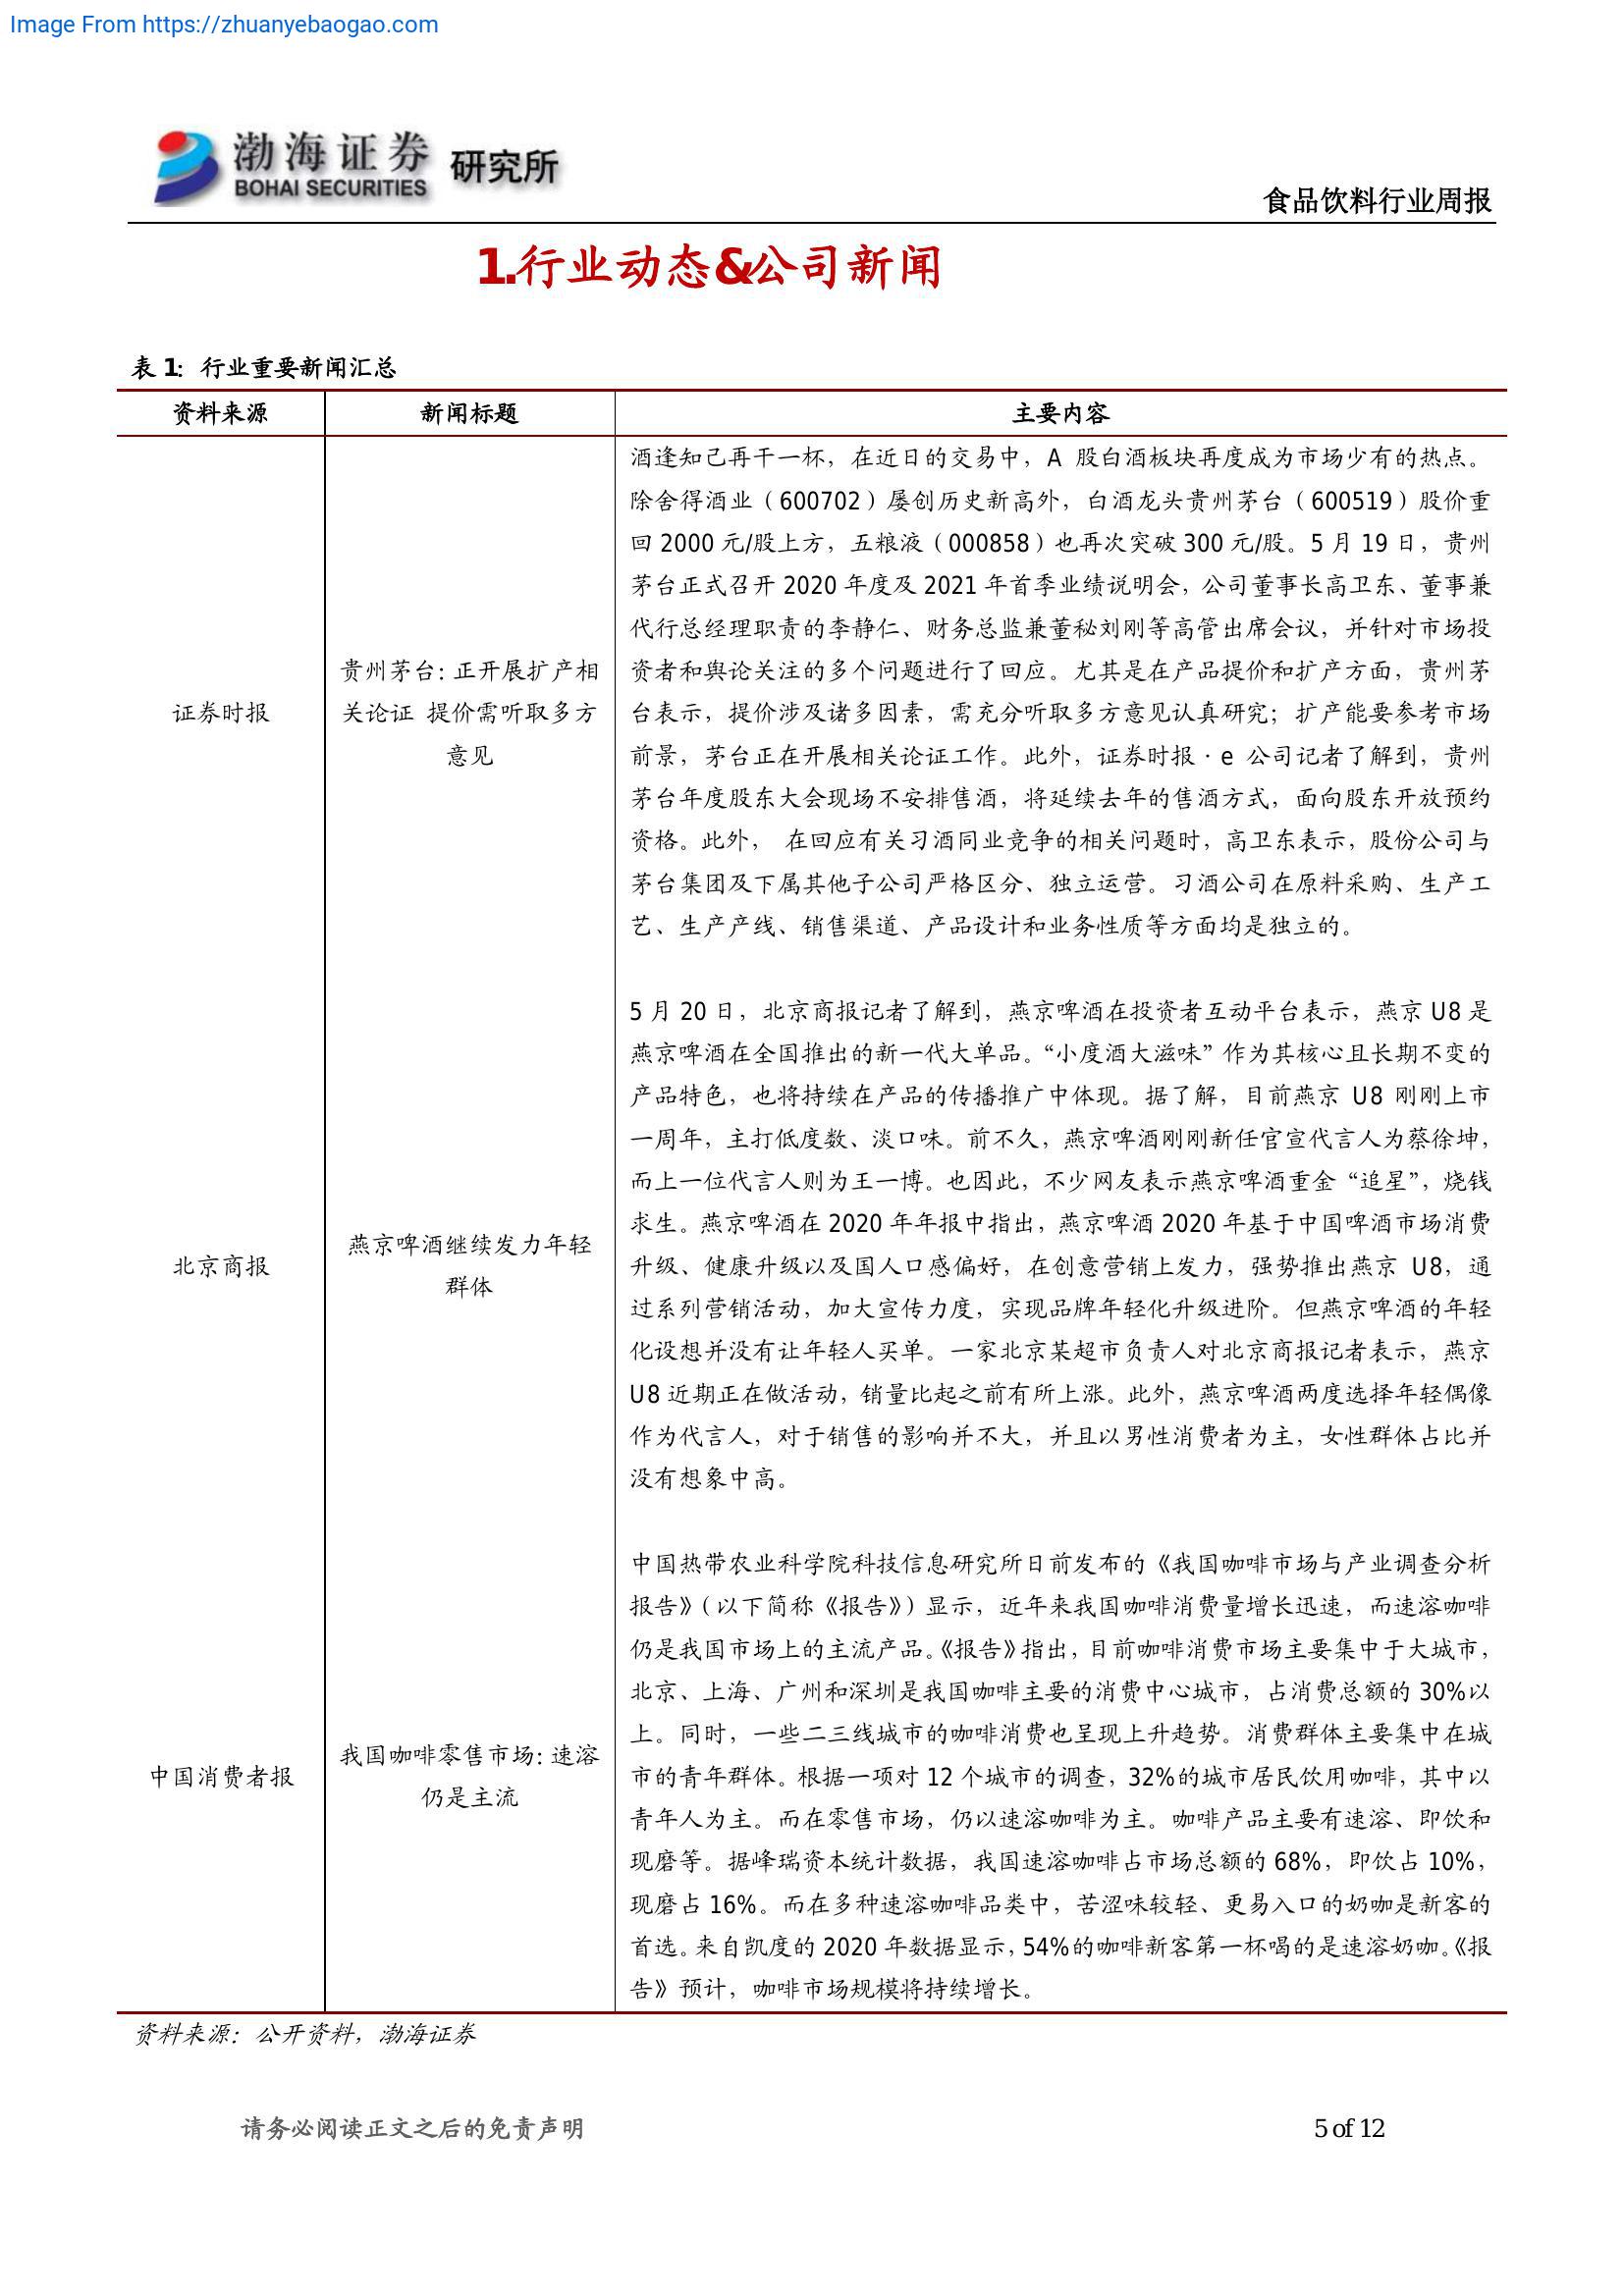 Image From https://zhuanyebaogao.com
渤海证券
BOHAI SECURITIES
研究所
食品饮料行业周报
1.行业动态&公司新闻
表 1: 行业重要新闻汇总
资料来源 新闻标题 主要内容
证券时报
贵州茅台：正开展扩产相
关论证 提价需听取多方
意见
酒逢知己再干一杯，在近日的交易中，A 股白酒板块再度成为市场少有的热点。
除舍得酒业（600702）屡创历史新高外，白酒龙头贵州茅台（600519）股价重
回 2000 元/股上方，五粮液（000858）也再次突破 300 元/股。5 月 19 日，贵州
茅台正式召开 2020 年度及 2021 年首季业绩说明会，公司董事长高卫东、董事兼
代行总经理职责的李静仁、财务总监兼董秘刘刚等高管出席会议，并针对市场投
资者和舆论关注的多个问题进行了回应。尤其是在产品提价和扩产方面，贵州茅
台表示，提价涉及诸多因素，需充分听取多方意见认真研究；扩产能要参考市场
前景，茅台正在开展相关论证工作。此外，证券时报·e 公司记者了解到，贵州
茅台年度股东大会现场不安排售酒，将延续去年的售酒方式，面向股东开放预约
资格。此外， 在回应有关习酒同业竞争的相关问题时，高卫东表示，股份公司与
茅台集团及下属其他子公司严格区分、独立运营。习酒公司在原料采购、生产工
艺、生产产线、销售渠道、产品设计和业务性质等方面均是独立的。
北京商报
燕京啤酒继续发力年轻
群体
5 月 20 日，北京商报记者了解到，燕京啤酒在投资者互动平台表示，燕京 U8 是
燕京啤酒在全国推出的新一代大单品。“小度酒大滋味”作为其核心且长期不变的
产品特色，也将持续在产品的传播推广中体现。据了解，目前燕京 U8 刚刚上市
一周年，主打低度数、淡口味。前不久，燕京啤酒刚刚新任官宣代言人为蔡徐坤，
而上一位代言人则为王一博。也因此，不少网友表示燕京啤酒重金“追星”，烧钱
求生。燕京啤酒在 2020 年年报中指出，燕京啤酒 2020 年基于中国啤酒市场消费
升级、健康升级以及国人口感偏好，在创意营销上发力，强势推出燕京 U8，通
过系列营销活动，加大宣传力度，实现品牌年轻化升级进阶。但燕京啤酒的年轻
化设想并没有让年轻人买单。一家北京某超市负责人对北京商报记者表示，燕京
U8 近期正在做活动，销量比起之前有所上涨。此外，燕京啤酒两度选择年轻偶像
作为代言人，对于销售的影响并不大，并且以男性消费者为主，女性群体占比并
没有想象中高。
中国消费者报
我国咖啡零售市场：速溶
仍是主流
中国热带农业科学院科技信息研究所日前发布的《我国咖啡市场与产业调查分析
报告》（以下简称《报告》）显示，近年来我国咖啡消费量增长迅速，而速溶咖啡
仍是我国市场上的主流产品。《报告》指出，目前咖啡消费市场主要集中于大城市，
北京、上海、广州和深圳是我国咖啡主要的消费中心城市，占消费总额的 30%以
上。同时，一些二三线城市的咖啡消费也呈现上升趋势。消费群体主要集中在城
市的青年群体。根据一项对 12 个城市的调查，32%的城市居民饮用咖啡，其中以
青年人为主。而在零售市场，仍以速溶咖啡为主。咖啡产品主要有速溶、即饮和
现磨等。据峰瑞资本统计数据，我国速溶咖啡占市场总额的 68%，即饮占 10%，
现磨占 16%。而在多种速溶咖啡品类中，苦涩味较轻、更易入口的奶咖是新客的
首选。来自凯度的 2020 年数据显示，54%的咖啡新客第一杯喝的是速溶奶咖。《报
告》预计，咖啡市场规模将持续增长。
资料来源：公开资料，渤海证券
请务必阅读正文之后的免责声明 5 of 12